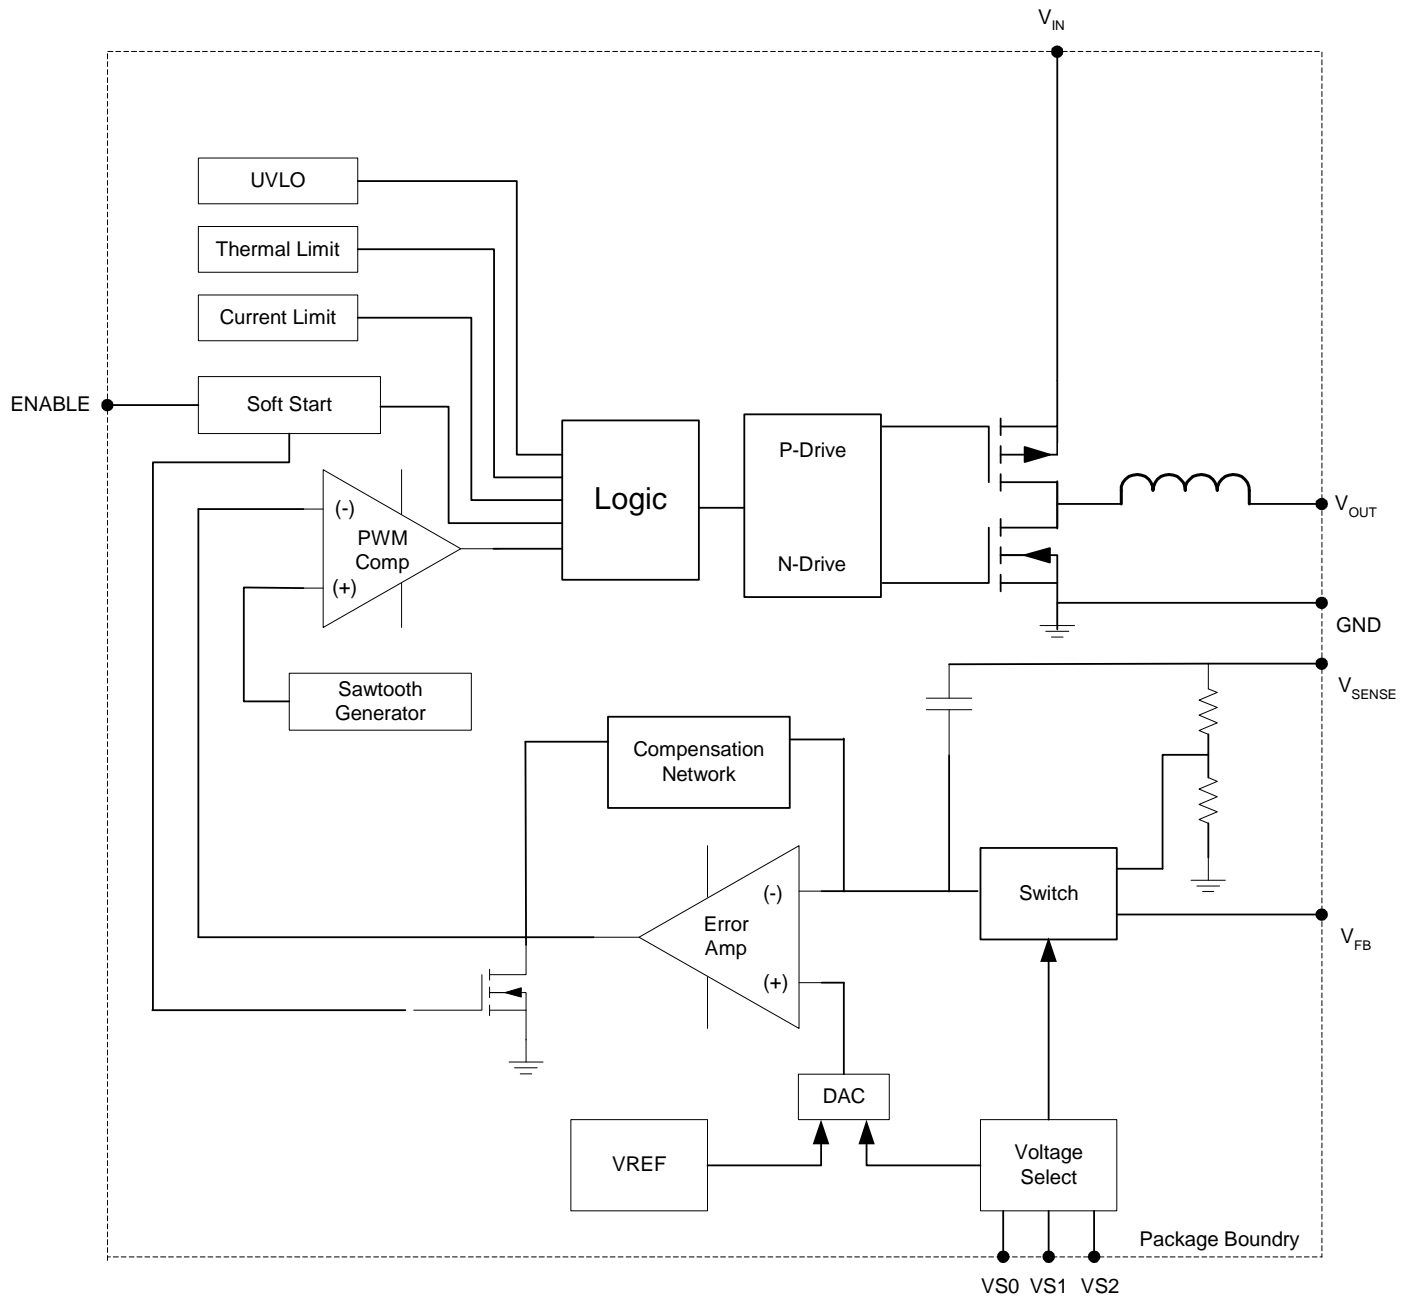 VIN
UVLO
Thermal Limit
Current Limit
ENABLE
Soft Start
P-Drive
Logic
VOUT
(-)
PWM
Comp
N-Drive
(+)
GND
Sawtooth
Generator
VSENSE
Compensation
Network
(-)
Switch
Error
Amp
VFB
(+)
DAC
VREF
Voltage
Select
Package Boundry
VS0 VS1 VS2